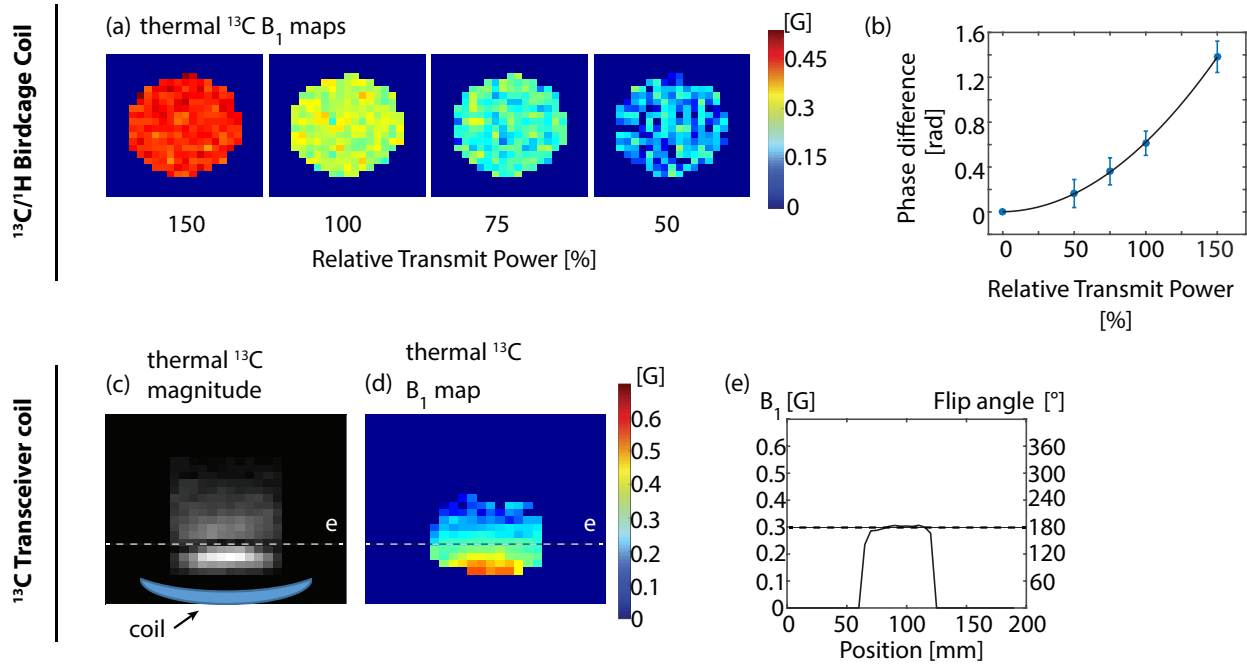 ¹³C/¹H Birdcage Coil
(a) thermal ¹³C B₁ maps
[G]
0.45
0.3
0.15
0
150
100
75
50
Relative Transmit Power [%]
(b)
Phase difference
[rad]
1.6
1.2
0.8
0.4
0
0
50
100
150
Relative Transmit Power
[%]
¹³C Transceiver coil
(c)
thermal ¹³C
magnitude
e
coil
(d)
thermal ¹³C
B₁ map
e
[G]
0.6
0.5
0.4
0.3
0.2
0.1
0
(e)
B₁ [G]
Flip angle [°]
0.7
0.6
0.5
0.4
0.3
0.2
0.1
0
360
300
240
180
120
60
0
50
100
150
200
Position [mm]